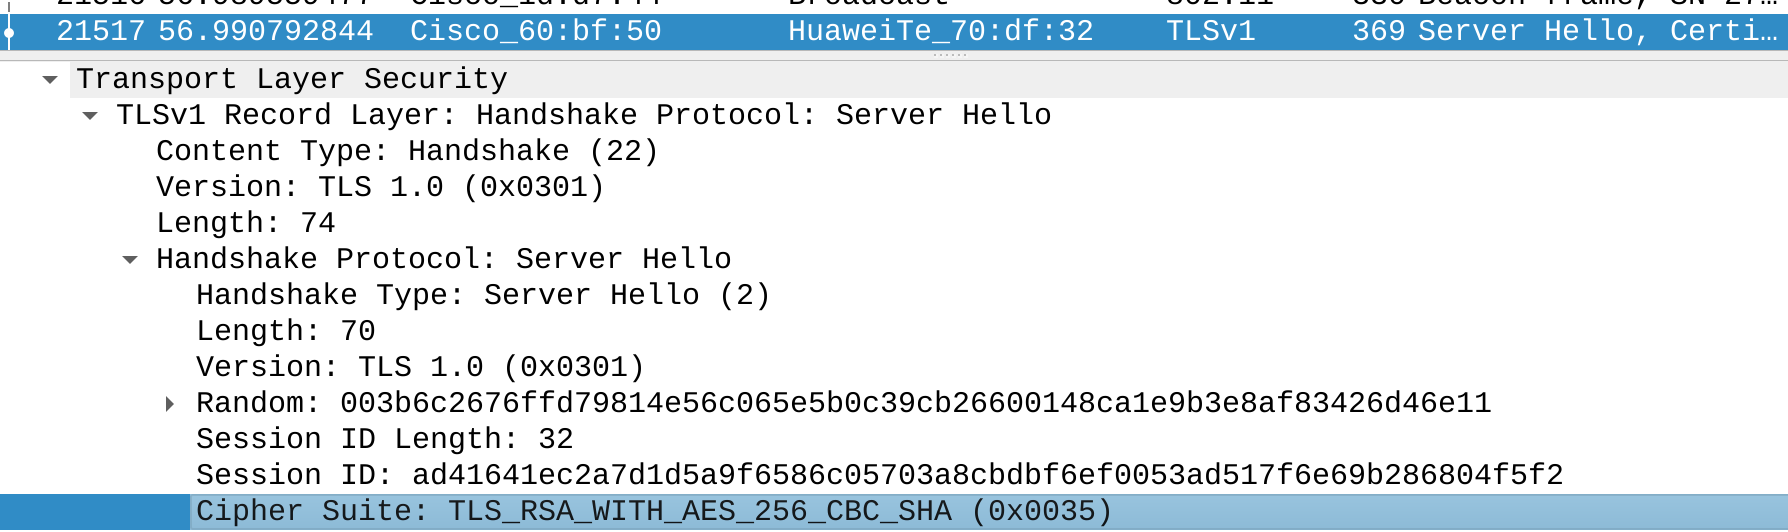 21517 56.990792844 Cisco_60:bf:50 HuaweiTe_70:df:32 TLSv1 369 Server Hello, Certi…
Transport Layer Security
TLSv1 Record Layer: Handshake Protocol: Server Hello
Content Type: Handshake (22)
Version: TLS 1.0 (0x0301)
Length: 74
Handshake Protocol: Server Hello
Handshake Type: Server Hello (2)
Length: 70
Version: TLS 1.0 (0x0301)
Random: 003b6c2676ffd79814e56c065e5b0c39cb26600148ca1e9b3e8af83426d46e11
Session ID Length: 32
Session ID: ad41641ec2a7d1d5a9f6586c05703a8cbdbf6ef0053ad517f6e69b286804f5f2
Cipher Suite: TLS_RSA_WITH_AES_256_CBC_SHA (0x0035)